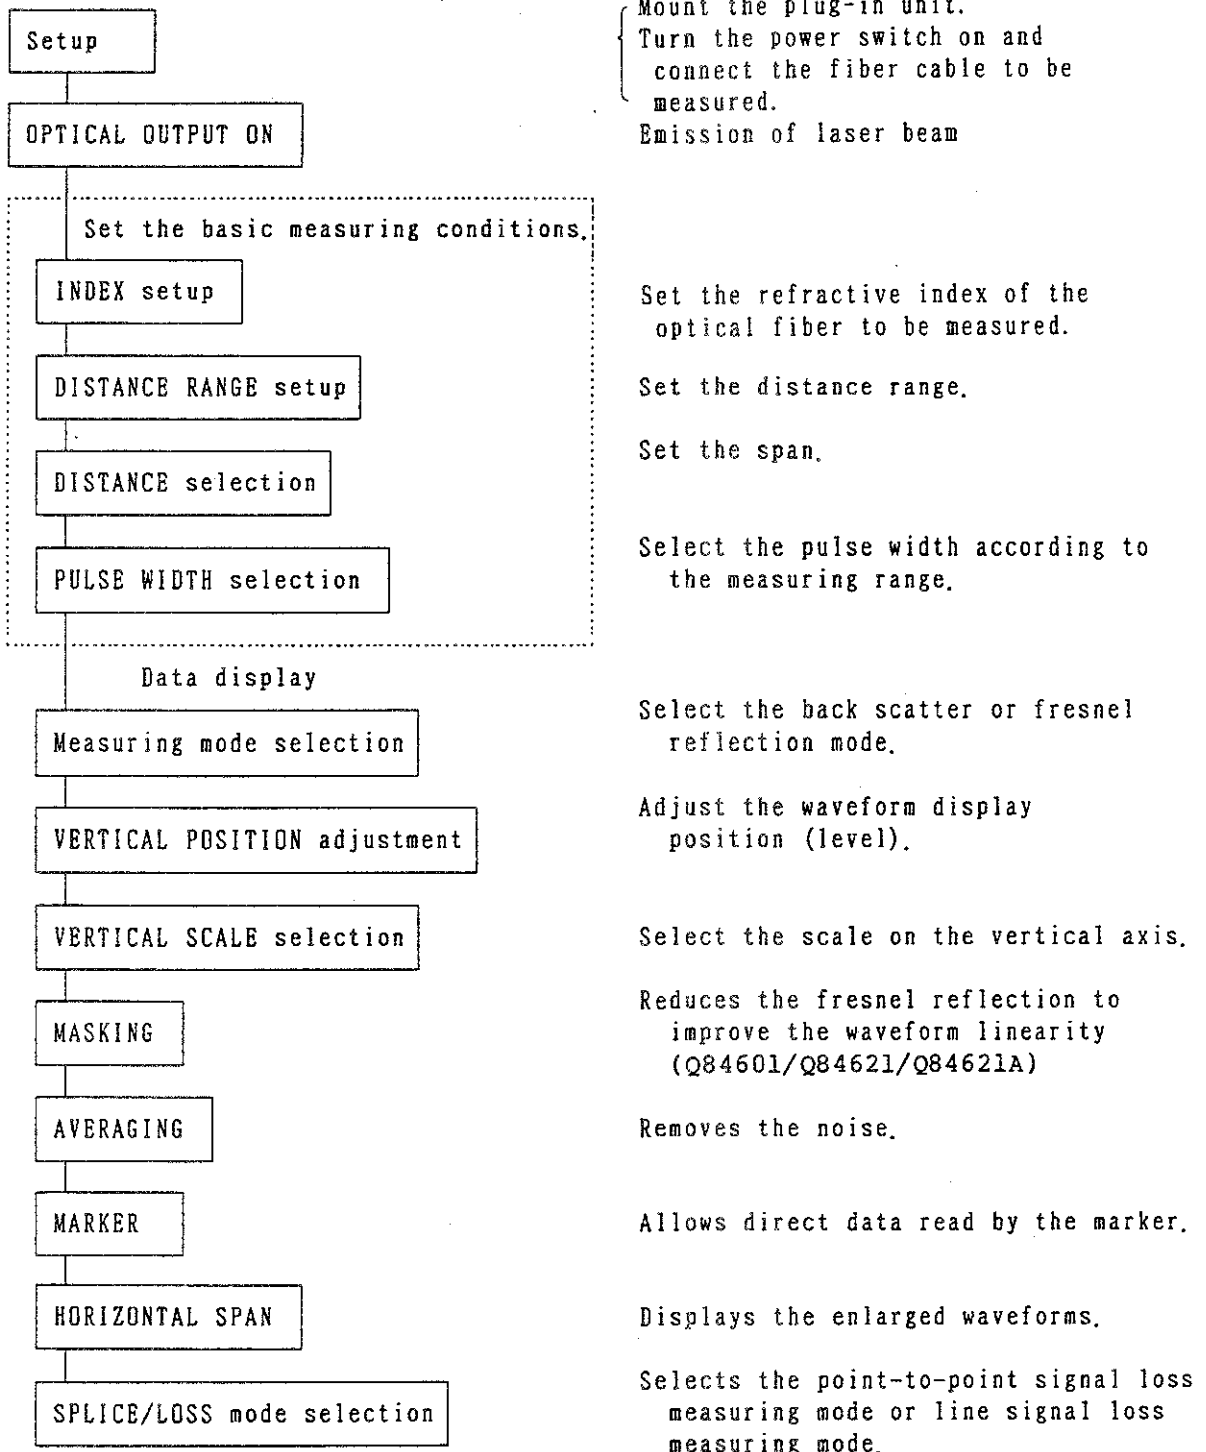 Mount the plug-in unit.
Setup
Turn the power switch on and
connect the fiber cable to be
measured.
OPTICAL OUTPUT ON
Emission of laser beam
Set the basic measuring conditions.
INDEX setup
Set the refractive index of the
optical fiber to be measured.
DISTANCE RANGE setup
Set the distance range.
Set the span.
DISTANCE selection
Select the pulse width according to
the measuring range.
PULSE WIDTH selection
Data display
Select the back scatter or fresnel
reflection mode.
Measuring mode selection
Adjust the waveform display
position (level).
VERTICAL POSITION adjustment
VERTICAL SCALE selection
Select the scale on the vertical axis.
Reduces the fresnel reflection to
improve the waveform linearity
(Q84601/Q84621/Q84621A)
MASKING
AVERAGING
Removes the noise.
MARKER
Allows direct data read by the marker.
HORIZONTAL SPAN
Displays the enlarged waveforms.
Selects the point-to-point signal loss
measuring mode or line signal loss
measuring mode.
SPLICE/LOSS mode selection